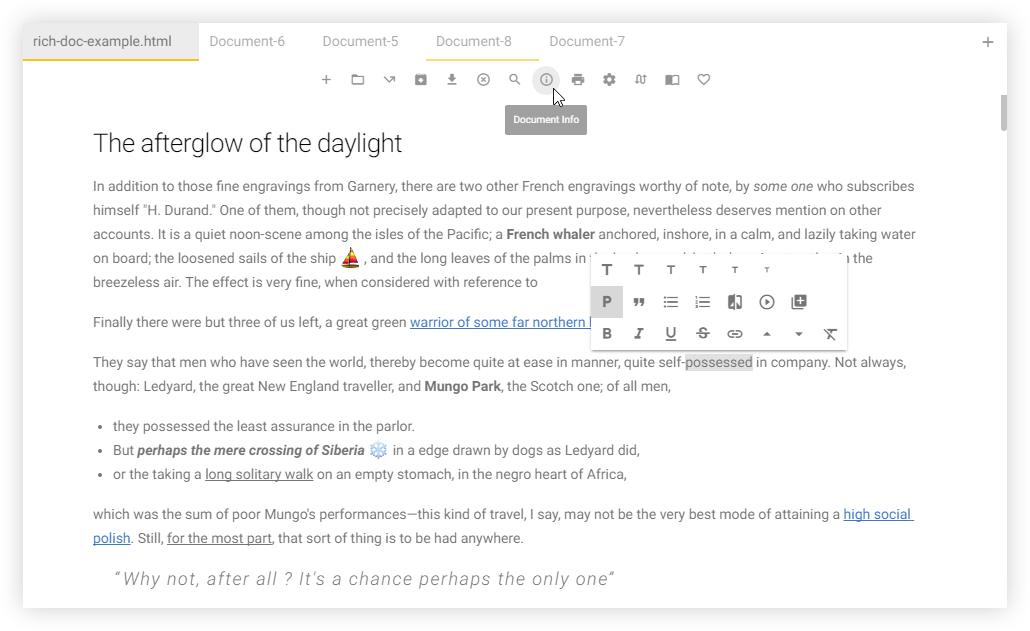 rich-doc-example.html Document-6 Document-5 Document-8 Document-7
Document Info
The afterglow of the daylight
In addition to those fine engravings from Garnery, there are two other French engravings worthy of note, by some one who subscribes
himself "H. Durand." One of them, though not precisely adapted to our present purpose, nevertheless deserves mention on other
accounts. It is a quiet noon-scene among the isles of the Pacific; a French whaler anchored, inshore, in a calm, and lazily taking water
on board; the loosened sails of the ship , and the long leaves of the palms in the
breezeless air. The effect is very fine, when considered with reference to
T T T T T T
P
B I U S T
Finally there were but three of us left, a great green warrior of some far northern
They say that men who have seen the world, thereby become quite at ease in manner, quite self-possessed in company. Not always,
though: Ledyard, the great New England traveller, and Mungo Park, the Scotch one; of all men,
• they possessed the least assurance in the parlor.
• But perhaps the mere crossing of Siberia in a edge drawn by dogs as Ledyard did,
• or the taking a long solitary walk on an empty stomach, in the negro heart of Africa,
which was the sum of poor Mungo's performances—this kind of travel, I say, may not be the very best mode of attaining a high social
polish. Still, for the most part, that sort of thing is to be had anywhere.
“Why not, after all ? It's a chance perhaps the only one“